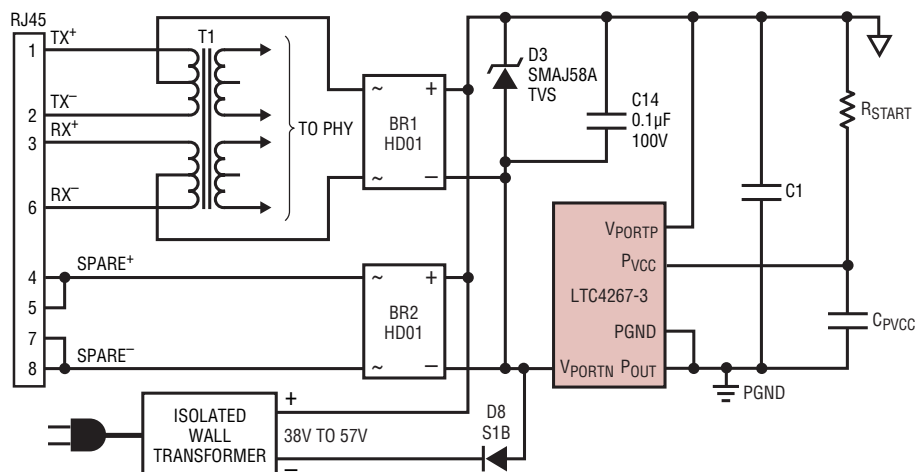 RJ45
1
TX+
2
TX–
3
RX+
6
RX–
4
SPARE+
5
7
8
SPARE–
T1
TO PHY
~ +
BR1
HD01
~ –
~ +
BR2
HD01
~ –
D3
SMAJ58A
TVS
C14
0.1µF
100V
RSTART
C1
VPORTP
PVCC
LTC4267-3
PGND
VPORTN POUT
CPVCC
PGND
ISOLATED
WALL
TRANSFORMER
+
38V TO 57V
–
D8
S1B